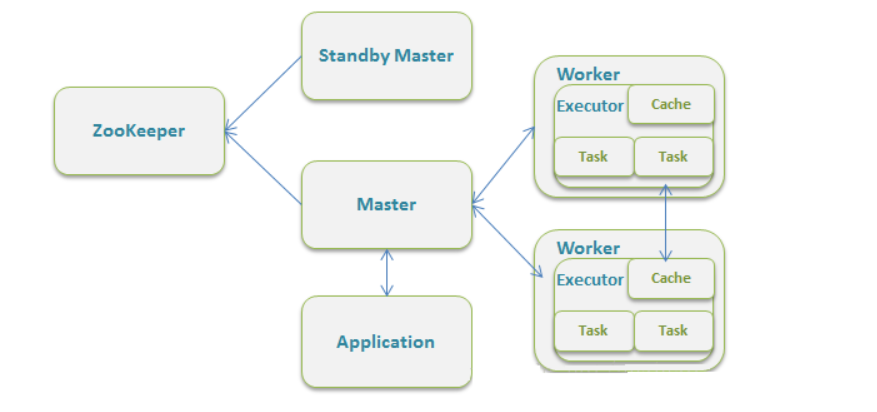 Standby Master
ZooKeeper
Master
Application
Worker
Executor
Cache
Task
Task
Worker
Executor
Cache
Task
Task